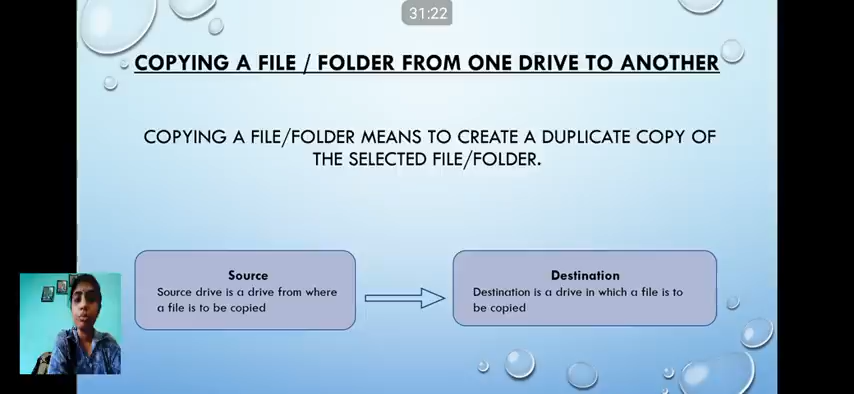 31:22
COPYING A FILE / FOLDER FROM ONE DRIVE TO ANOTHER
COPYING A FILE/FOLDER MEANS TO CREATE A DUPLICATE COPY OF
THE SELECTED FILE/FOLDER.
Source
Source drive is a drive from where
a file is to be copied
Destination
Destination is a drive in which a file is to
be copied